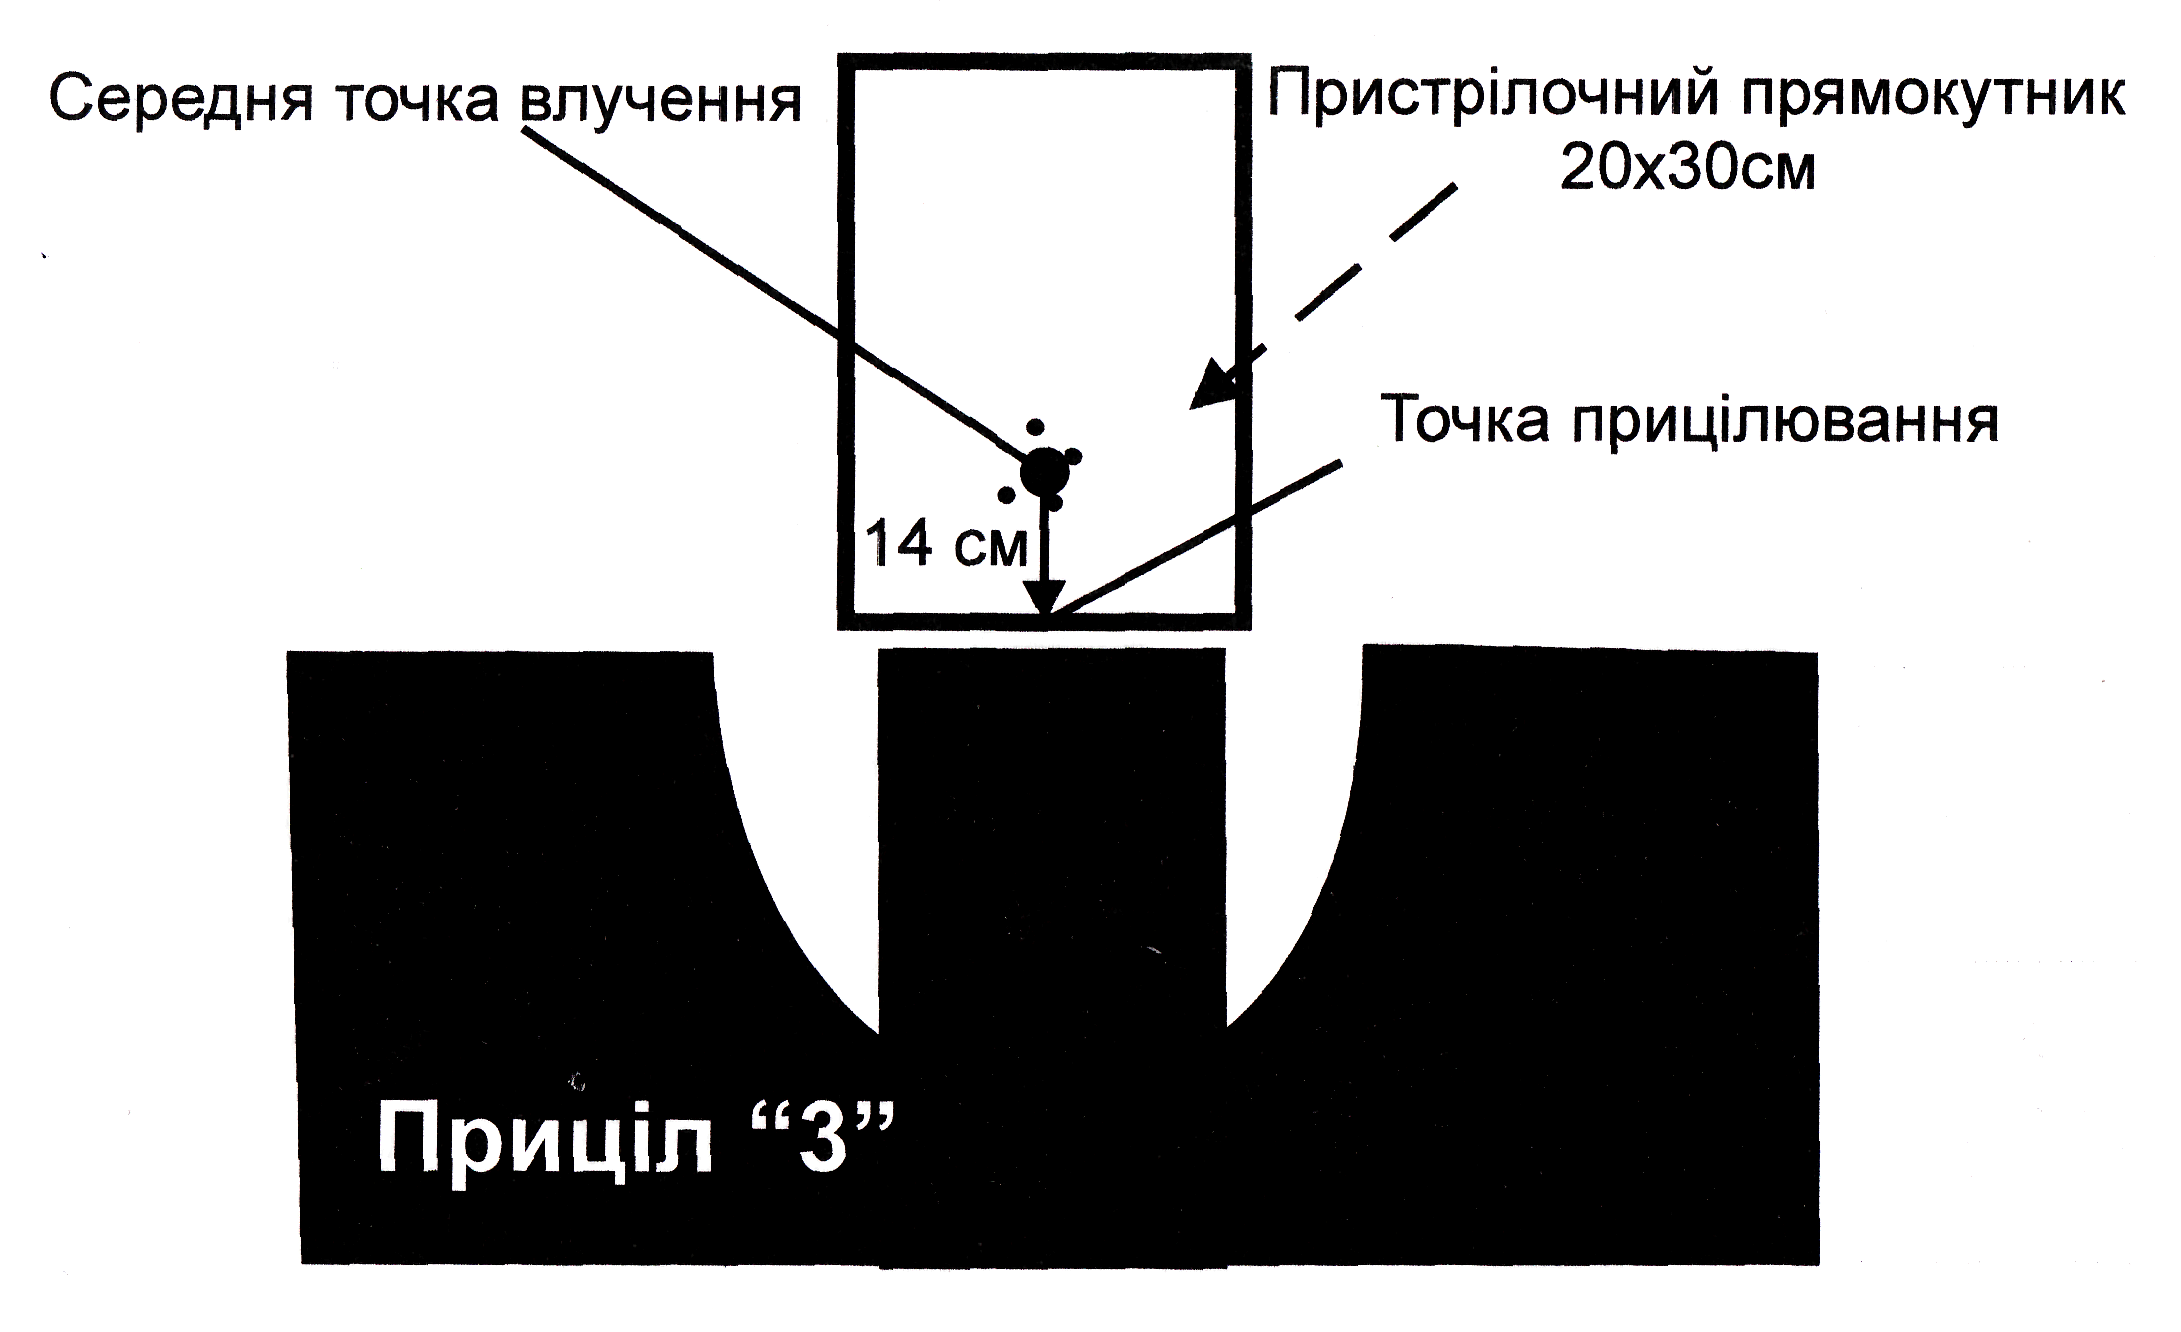 Середня точка влучення
Пристрілочний прямокутник
20х30см
Точка прицілювання
14 см
Приціл “3”